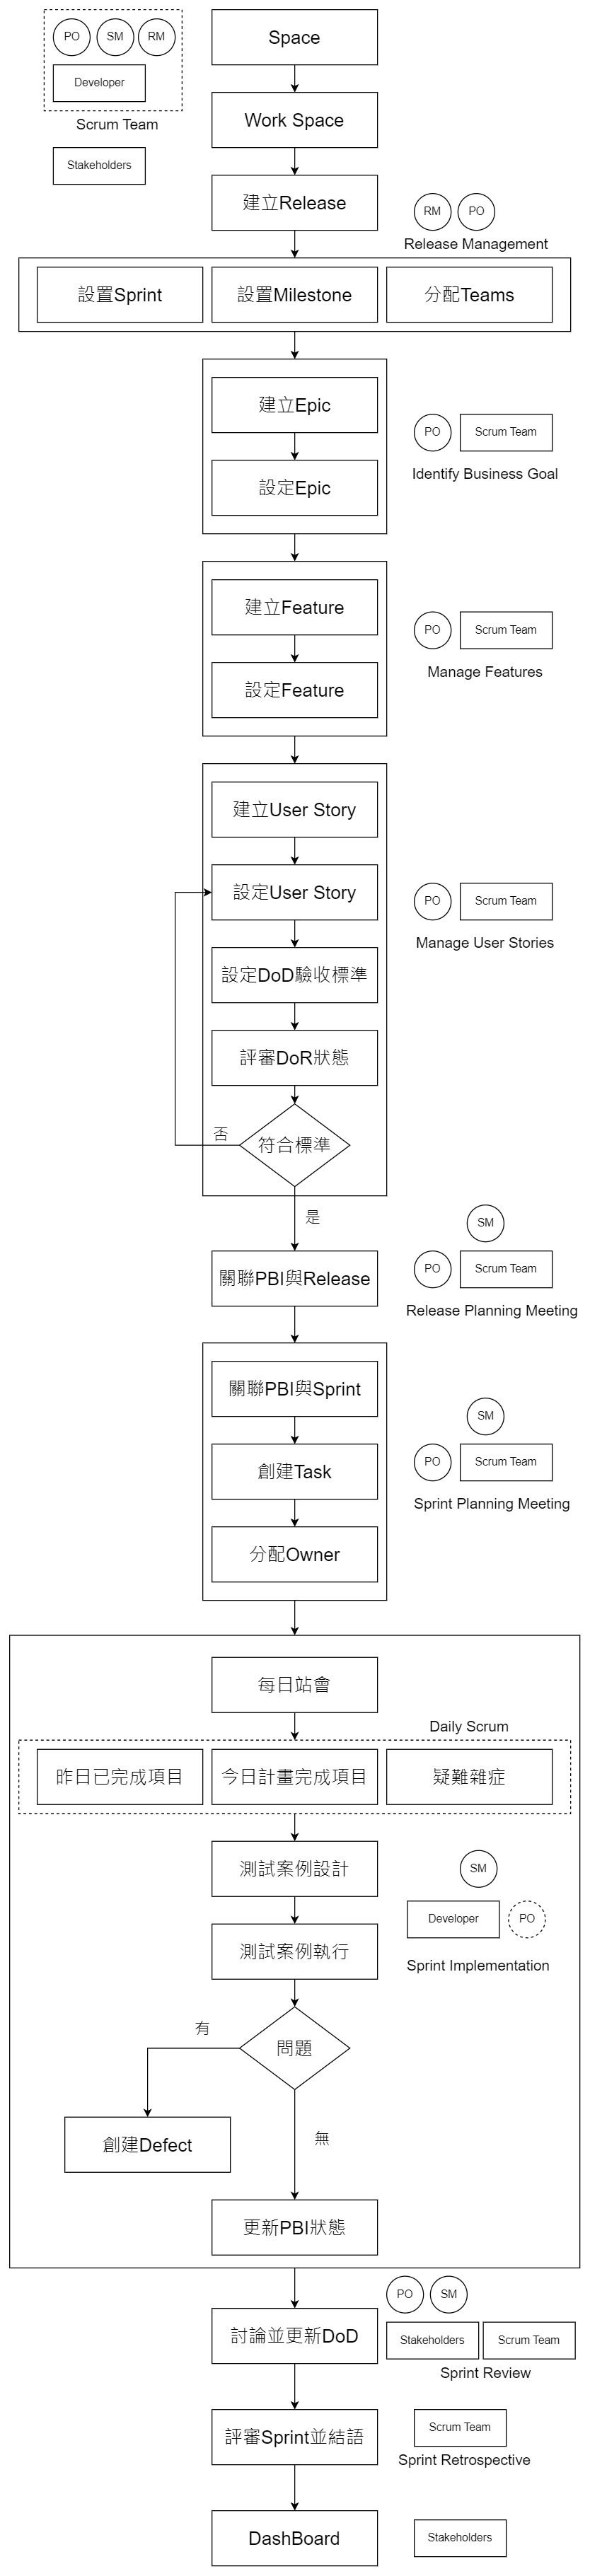 PO
SM
RM
Space
Developer
Scrum Team
Work Space
Stakeholders
建立Release
RM
PO
Release Management
設置Sprint
設置Milestone
分配Teams
建立Epic
PO
Scrum Team
Identify Business Goal
設定Epic
建立Feature
PO
Scrum Team
Manage Features
設定Feature
建立User Story
設定User Story
PO
Scrum Team
Manage User Stories
設定DoD驗收標準
評審DoR狀態
否
符合標準
是
SM
關聯PBI與Release
PO
Scrum Team
Release Planning Meeting
關聯PBI與Sprint
SM
創建Task
PO
Scrum Team
Sprint Planning Meeting
分配Owner
每日站會
Daily Scrum
昨日已完成項目
今日計畫完成項目
疑難雜症
測試案例設計
SM
Developer
PO
測試案例執行
Sprint Implementation
有
問題
無
創建Defect
更新PBI狀態
PO
SM
討論並更新DoD
Stakeholders
Scrum Team
Sprint Review
評審Sprint並結語
Scrum Team
Sprint Retrospective
DashBoard
Stakeholders